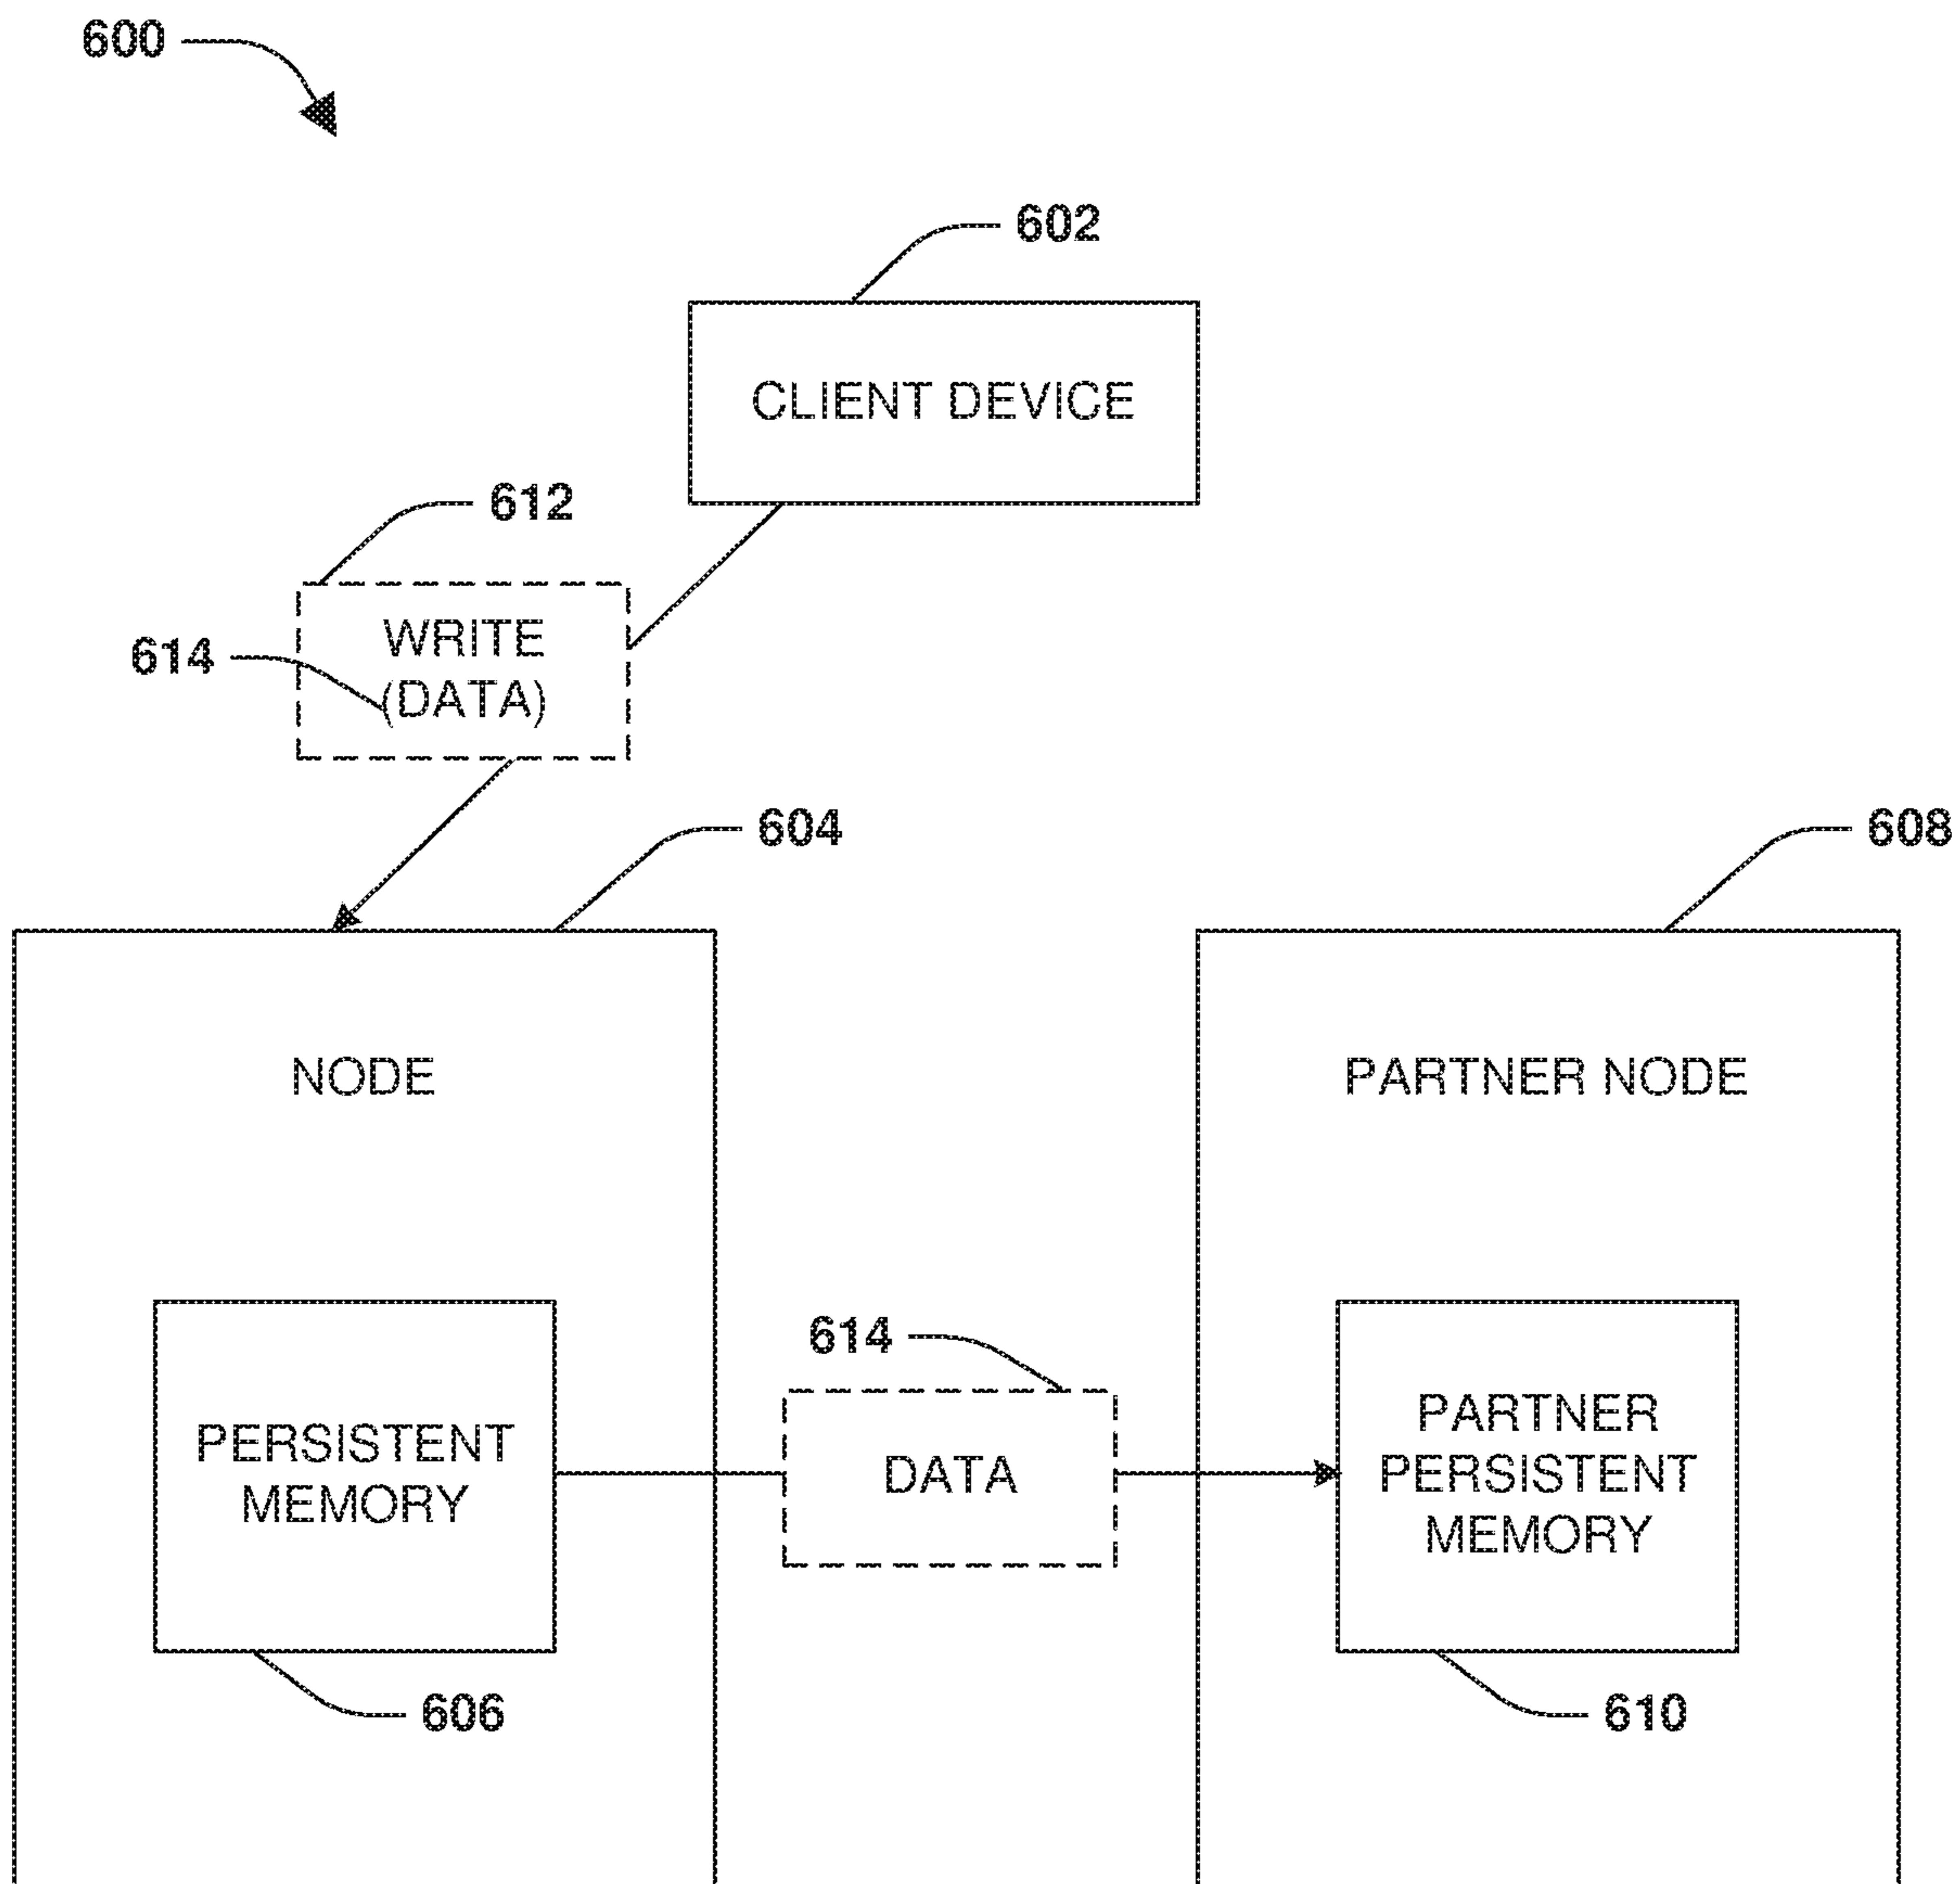 600
602
CLIENT DEVICE
612
614
WRITE
(DATA)
604
608
NODE
PARTNER NODE
614
PERSISTENT
MEMORY
DATA
PARTNER
PERSISTENT
MEMORY
606
610